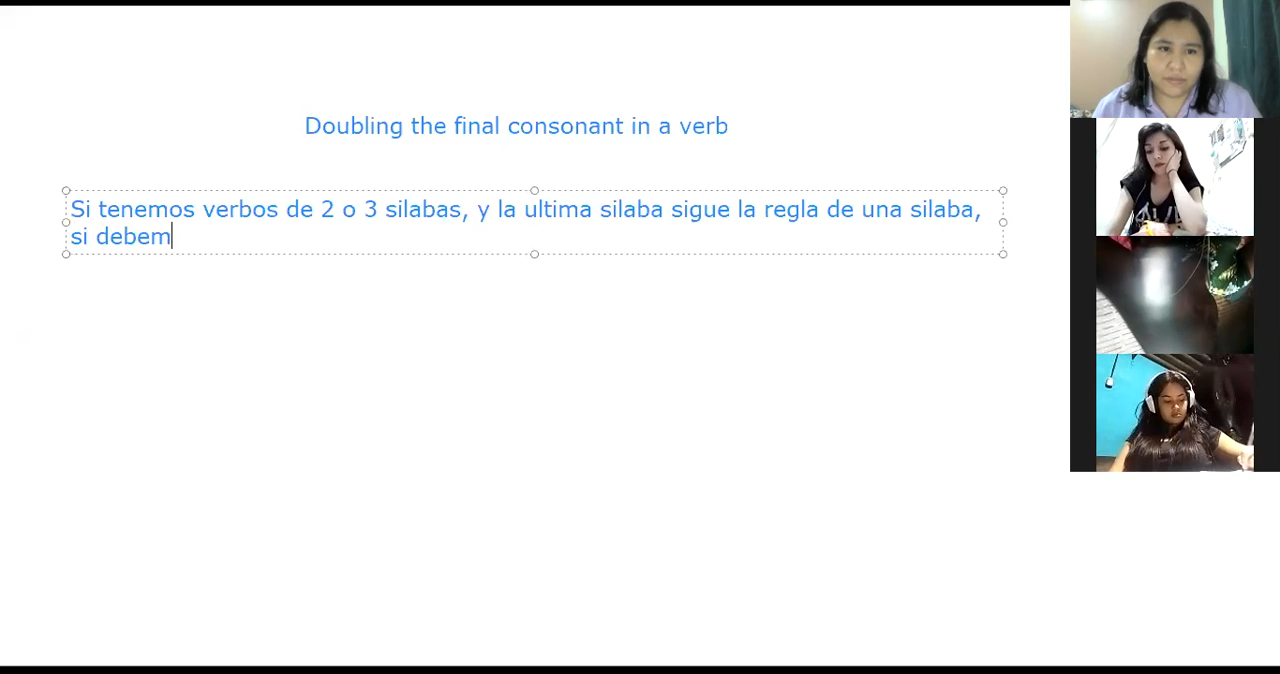 Doubling the final consonant in a verb
Si tenemos verbos de 2 o 3 silabas, y la ultima silaba sigue la regla de una silaba,
si debem